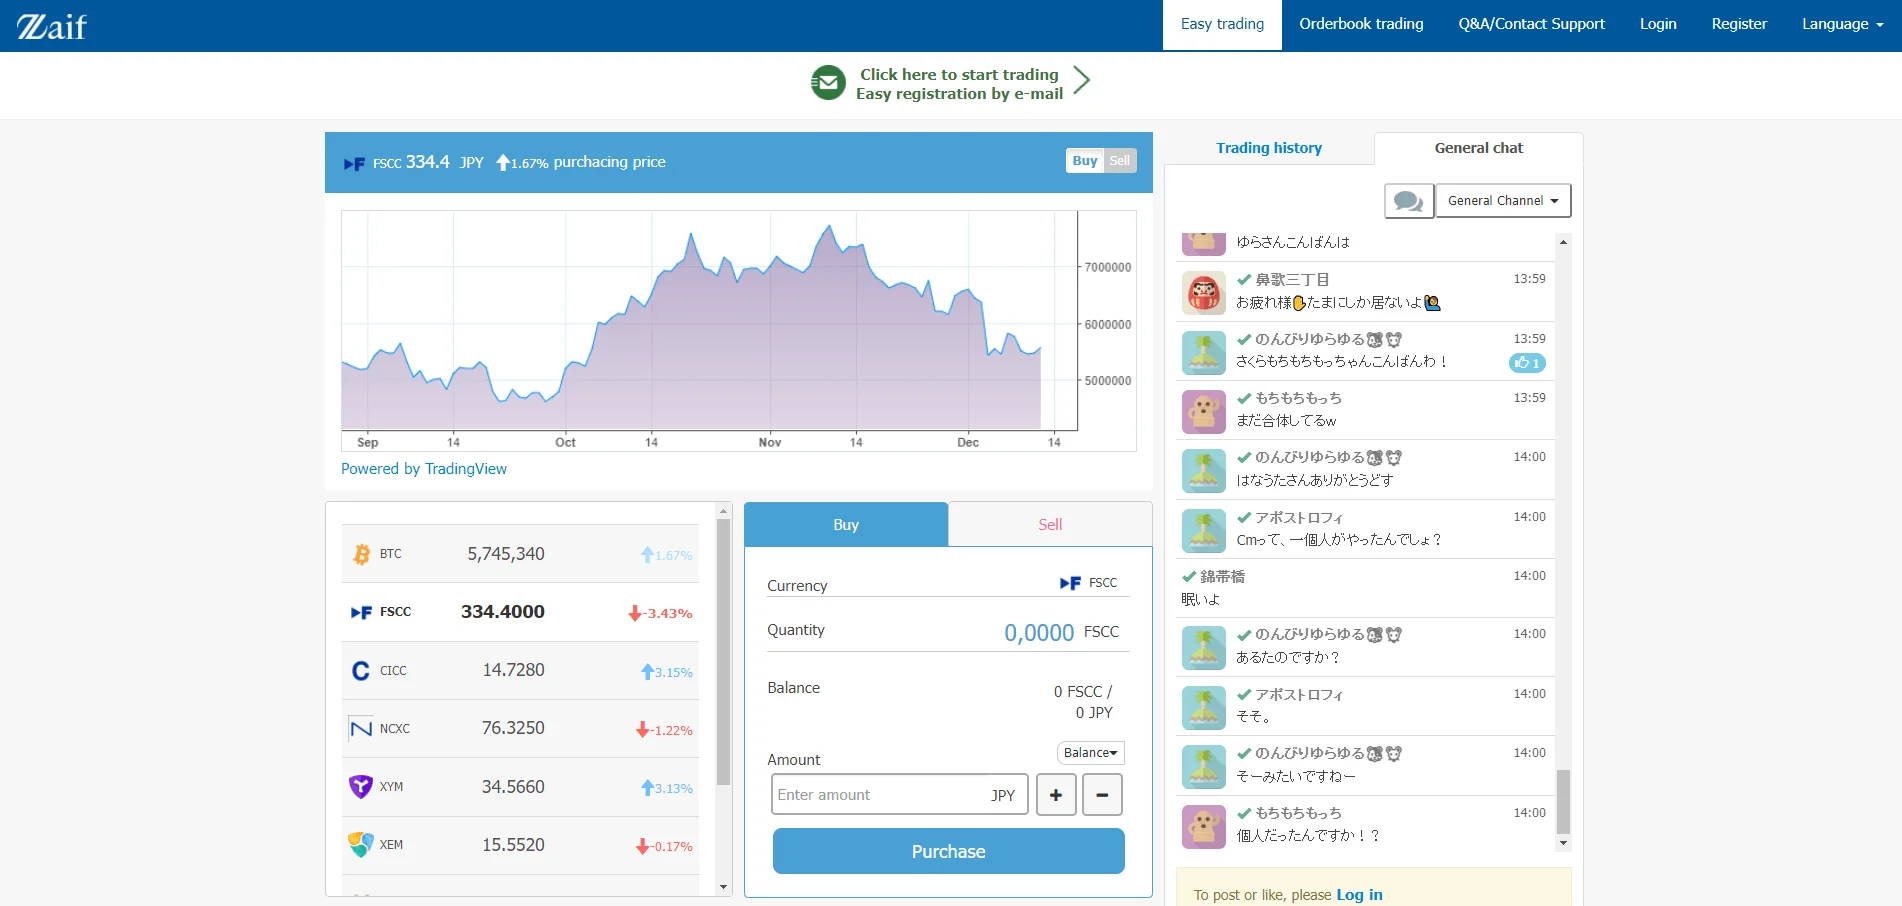 Zaif
Easy trading
Orderbook trading
Q&A/Contact Support
Login
Register
Language
Click here to start trading
Easy registration by e-mail
FSCC 334.4 JPY 1.67% purchacing price
Buy Sell
7000000
6000000
5000000
Sep 14 Oct 14 Nov 14 Dec 14
Powered by TradingView
BTC 5,745,340 1.67%
FSCC 334.4000 -3.43%
CICC 14.7280 3.15%
NCXC 76.3250 -1.22%
XYM 34.5660 3.13%
XEM 15.5520 -0.17%
Buy
Sell
Currency FSCC
Quantity 0,0000 FSCC
Balance 0 FSCC /
0 JPY
Amount Balance
Enter amount JPY + −
Purchase
Trading history
General chat
General Channel
ゆらさんこんばんは
鼻歌三丁目 13:59
お疲れ様✋たまにしか居ないよ🙋
のんびりゆらゆる🐯🐭 13:59
さくらもちもちもっちゃんこんばんわ！ 1
もちもちもっち 13:59
まだ合体してるw
のんびりゆらゆる🐯🐭 14:00
はなうたさんありがとうどす
アポストロフィ 14:00
Cmって、一個人がやったんでしょ？
錦帯橋 14:00
眠いよ
のんびりゆらゆる🐯🐭 14:00
あるたのですか？
アポストロフィ 14:00
そそ。
のんびりゆらゆる🐯🐭 14:00
そーみたいですねー
もちもちもっち 14:00
個人だったんですか！？
To post or like, please Log in